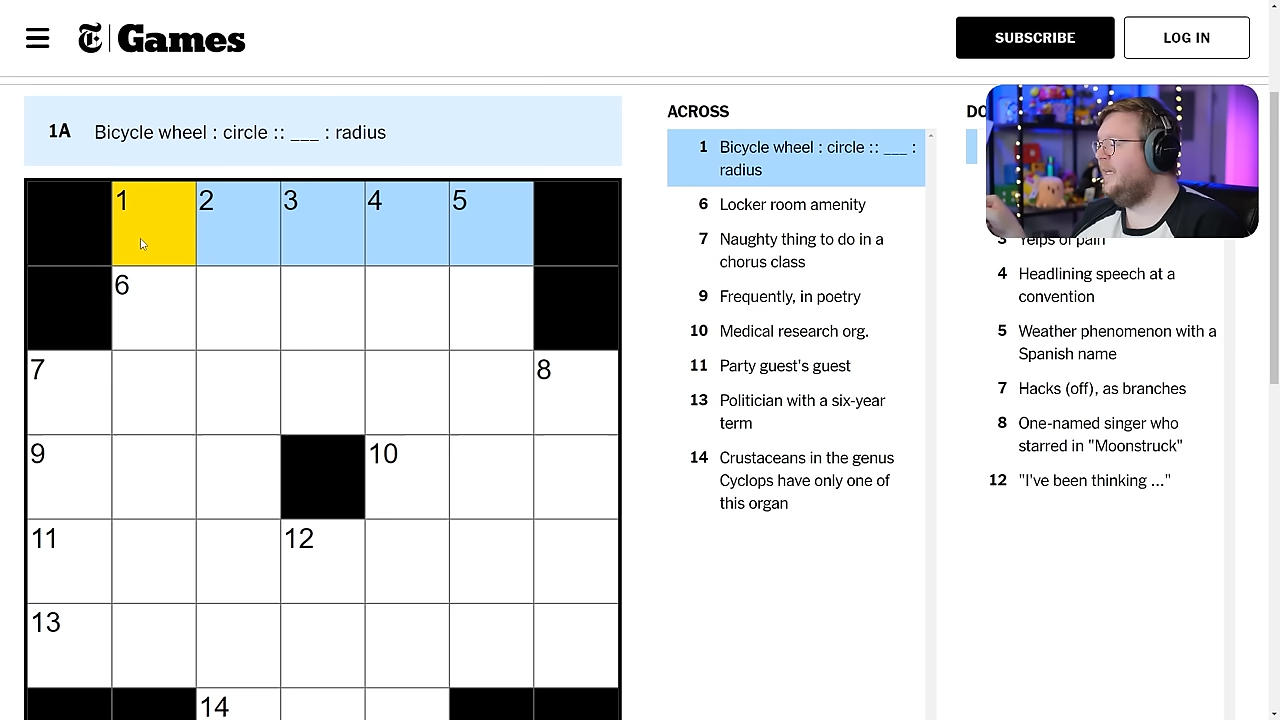 T Games
SUBSCRIBE
LOG IN
1A Bicycle wheel : circle :: ___ : radius
ACROSS
1 Bicycle wheel : circle :: ___ :
radius
6 Locker room amenity
7 Naughty thing to do in a
chorus class
9 Frequently, in poetry
10 Medical research org.
11 Party guest's guest
13 Politician with a six-year
term
14 Crustaceans in the genus
Cyclops have only one of
this organ
DO
3 Yelps of pain
4 Headlining speech at a
convention
5 Weather phenomenon with a
Spanish name
7 Hacks (off), as branches
8 One-named singer who
starred in "Moonstruck"
12 "I've been thinking ..."
1 2 3 4 5
6
7 8
9 10
11 12
13
14